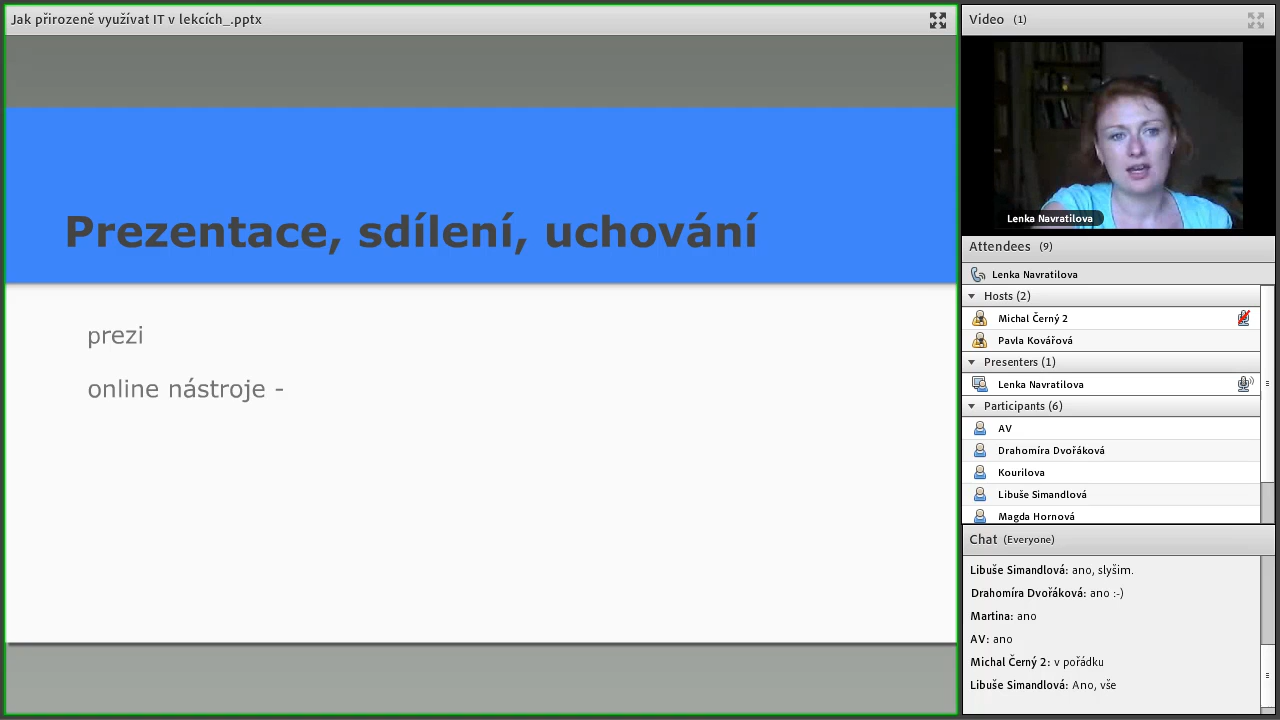 Jak přirozeně využívat IT v lekcích_.pptx
Prezentace, sdílení, uchování
prezi
online nástroje -
Video (1)
Lenka Navratilova
Attendees (9)
Lenka Navratilova
Hosts (2)
Michal Černý 2
Pavla Kovářová
Presenters (1)
Lenka Navratilova
Participants (6)
AV
Drahomíra Dvořáková
Kourilova
Libuše Simandlová
Magda Hornová
Chat (Everyone)
Libuše Simandlová: ano, slyšim.
Drahomíra Dvořáková: ano :-)
Martina: ano
AV: ano
Michal Černý 2: v pořádku
Libuše Simandlová: Ano, vše